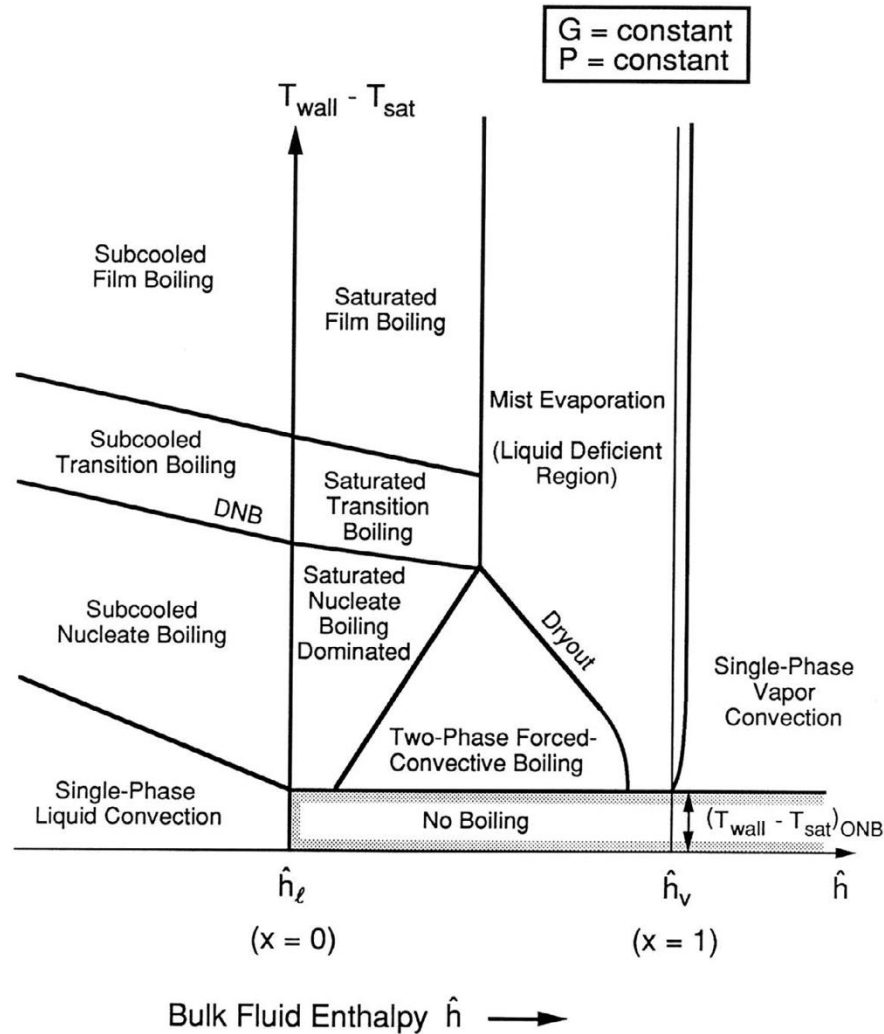 G = constant
P = constant
T_wall - T_sat
Subcooled
Film Boiling
Saturated
Film Boiling
Mist Evaporation
(Liquid Deficient
Region)
Subcooled
Transition Boiling
DNB
Saturated
Transition
Boiling
Saturated
Nucleate
Boiling
Dominated
Subcooled
Nucleate Boiling
Dryout
Single-Phase
Vapor
Convection
Two-Phase Forced-
Convective Boiling
Single-Phase
Liquid Convection
No Boiling
(T_wall - T_sat)_ONB
ĥ_ℓ
ĥ_v
ĥ
(x = 0)
(x = 1)
Bulk Fluid Enthalpy ĥ